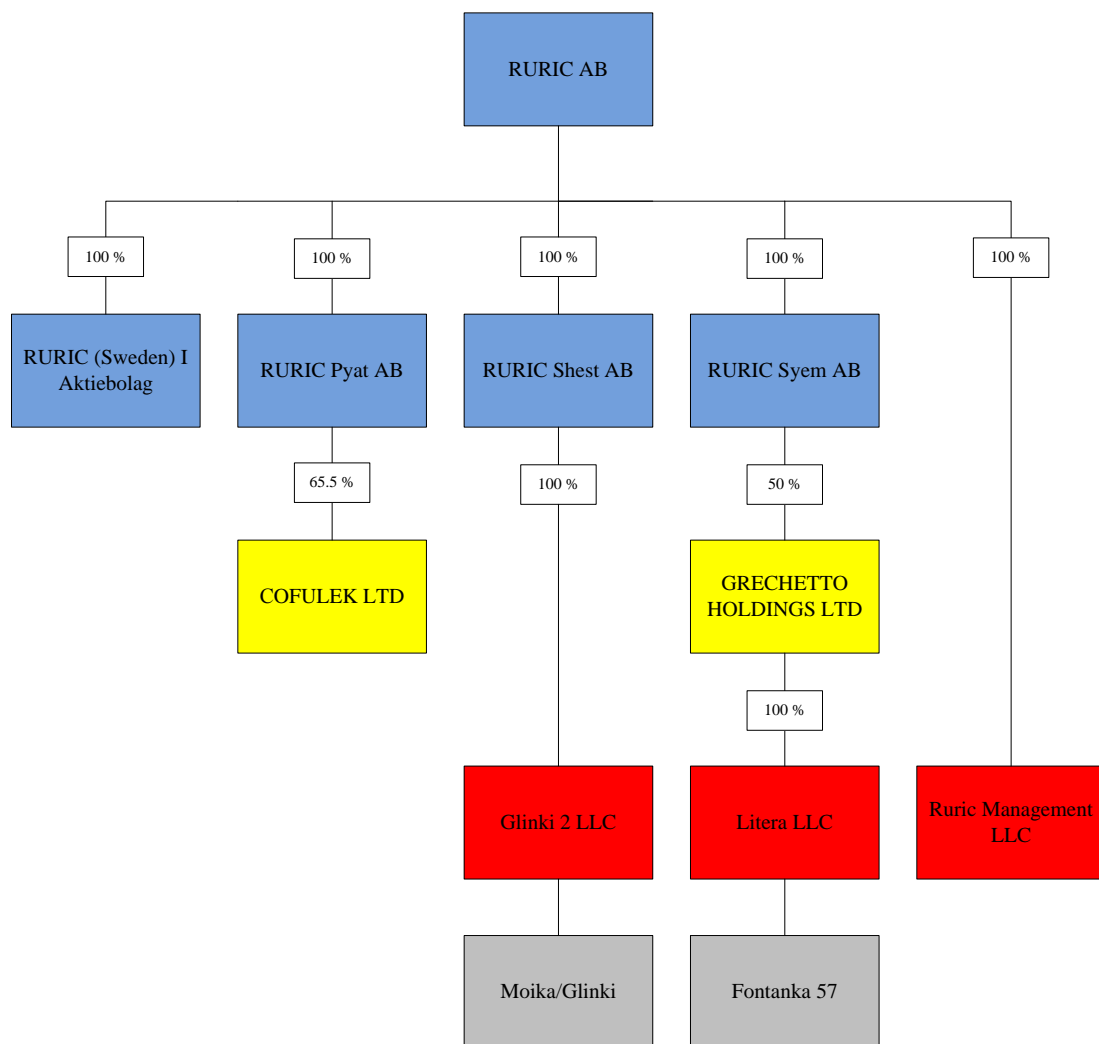 RURIC AB
100 %
100 %
100 %
100 %
100 %
RURIC (Sweden) I
Aktiebolag
RURIC Pyat AB
RURIC Shest AB
RURIC Syem AB
65.5 %
100 %
50 %
COFULEK LTD
GRECHETTO
HOLDINGS LTD
100 %
Glinki 2 LLC
Litera LLC
Ruric Management
LLC
Moika/Glinki
Fontanka 57